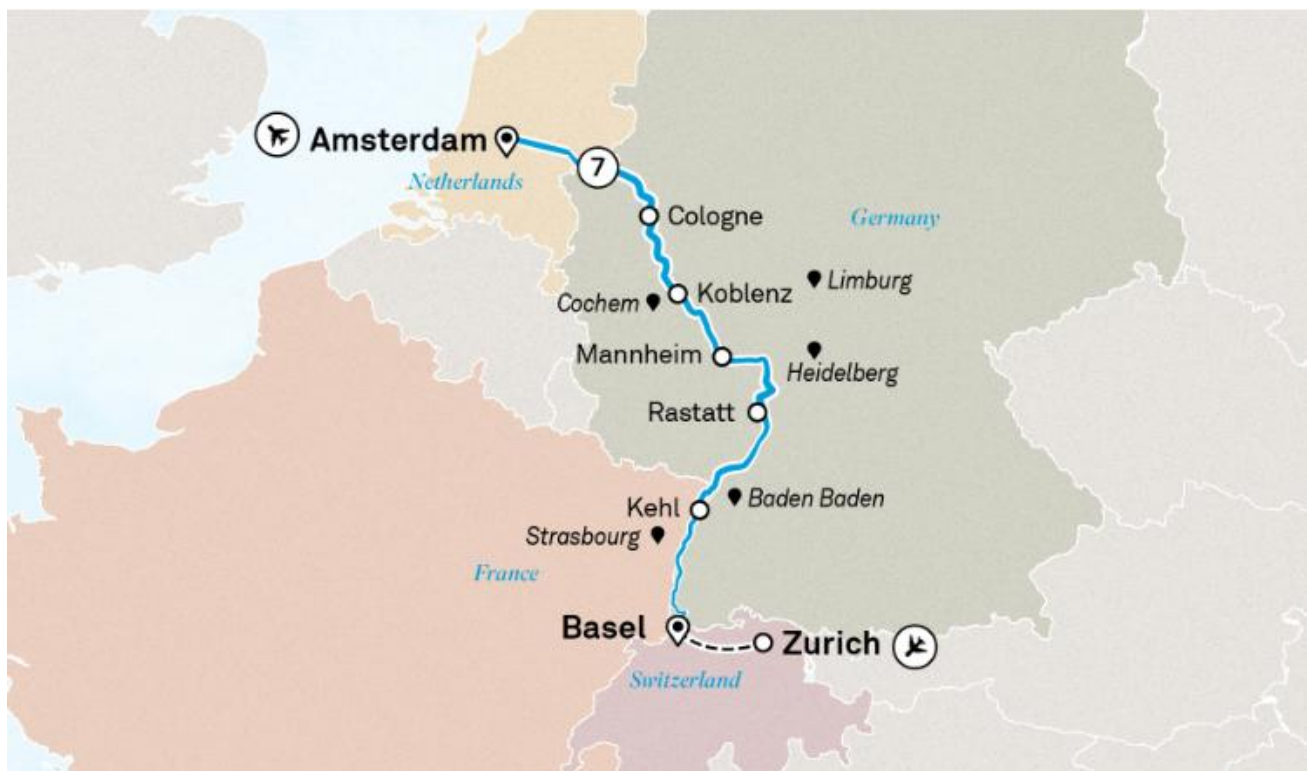 Amsterdam
Netherlands
7
Cologne
Germany
Limburg
Cochem
Koblenz
Mannheim
Heidelberg
Rastatt
Baden Baden
Kehl
Strasbourg
France
Basel
Zurich
Switzerland